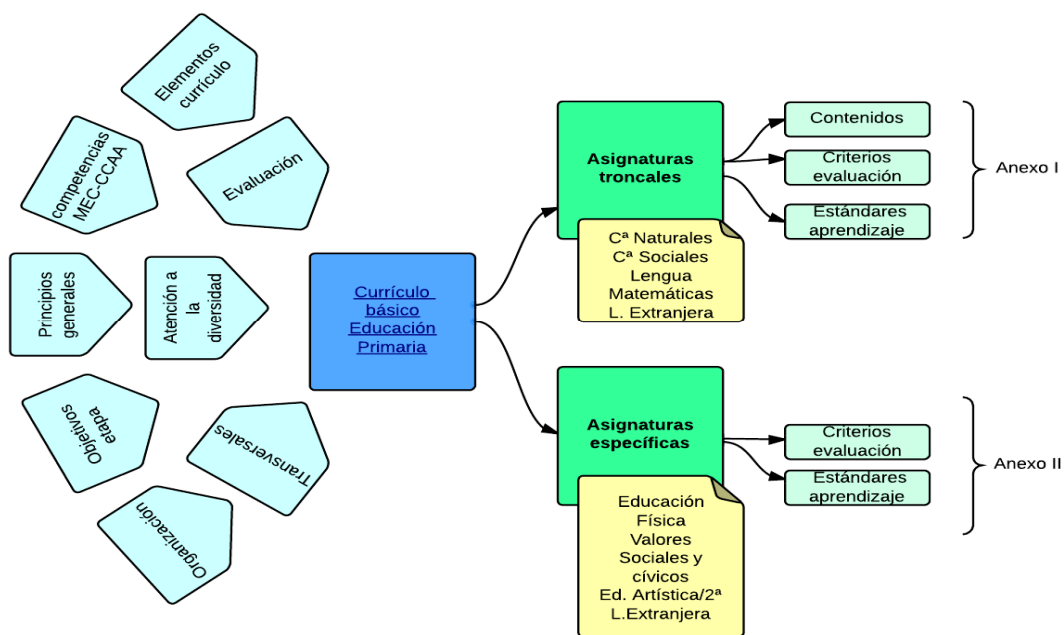 Elementos
currículo
Evaluación
competencias
MEC-CCAA
Principios
generales
Atención a
la
diversidad
Objetivos
etapa
Transversales
Organización
Currículo
básico
Educación
Primaria
Asignaturas
troncales
Cª Naturales
Cª Sociales
Lengua
Matemáticas
L. Extranjera
Contenidos
Criterios
evaluación
Estándares
aprendizaje
Anexo I
Asignaturas
específicas
Educación
Física
Valores
Sociales y
cívicos
Ed. Artística/2ª
L.Extranjera
Criterios
evaluación
Estándares
aprendizaje
Anexo II